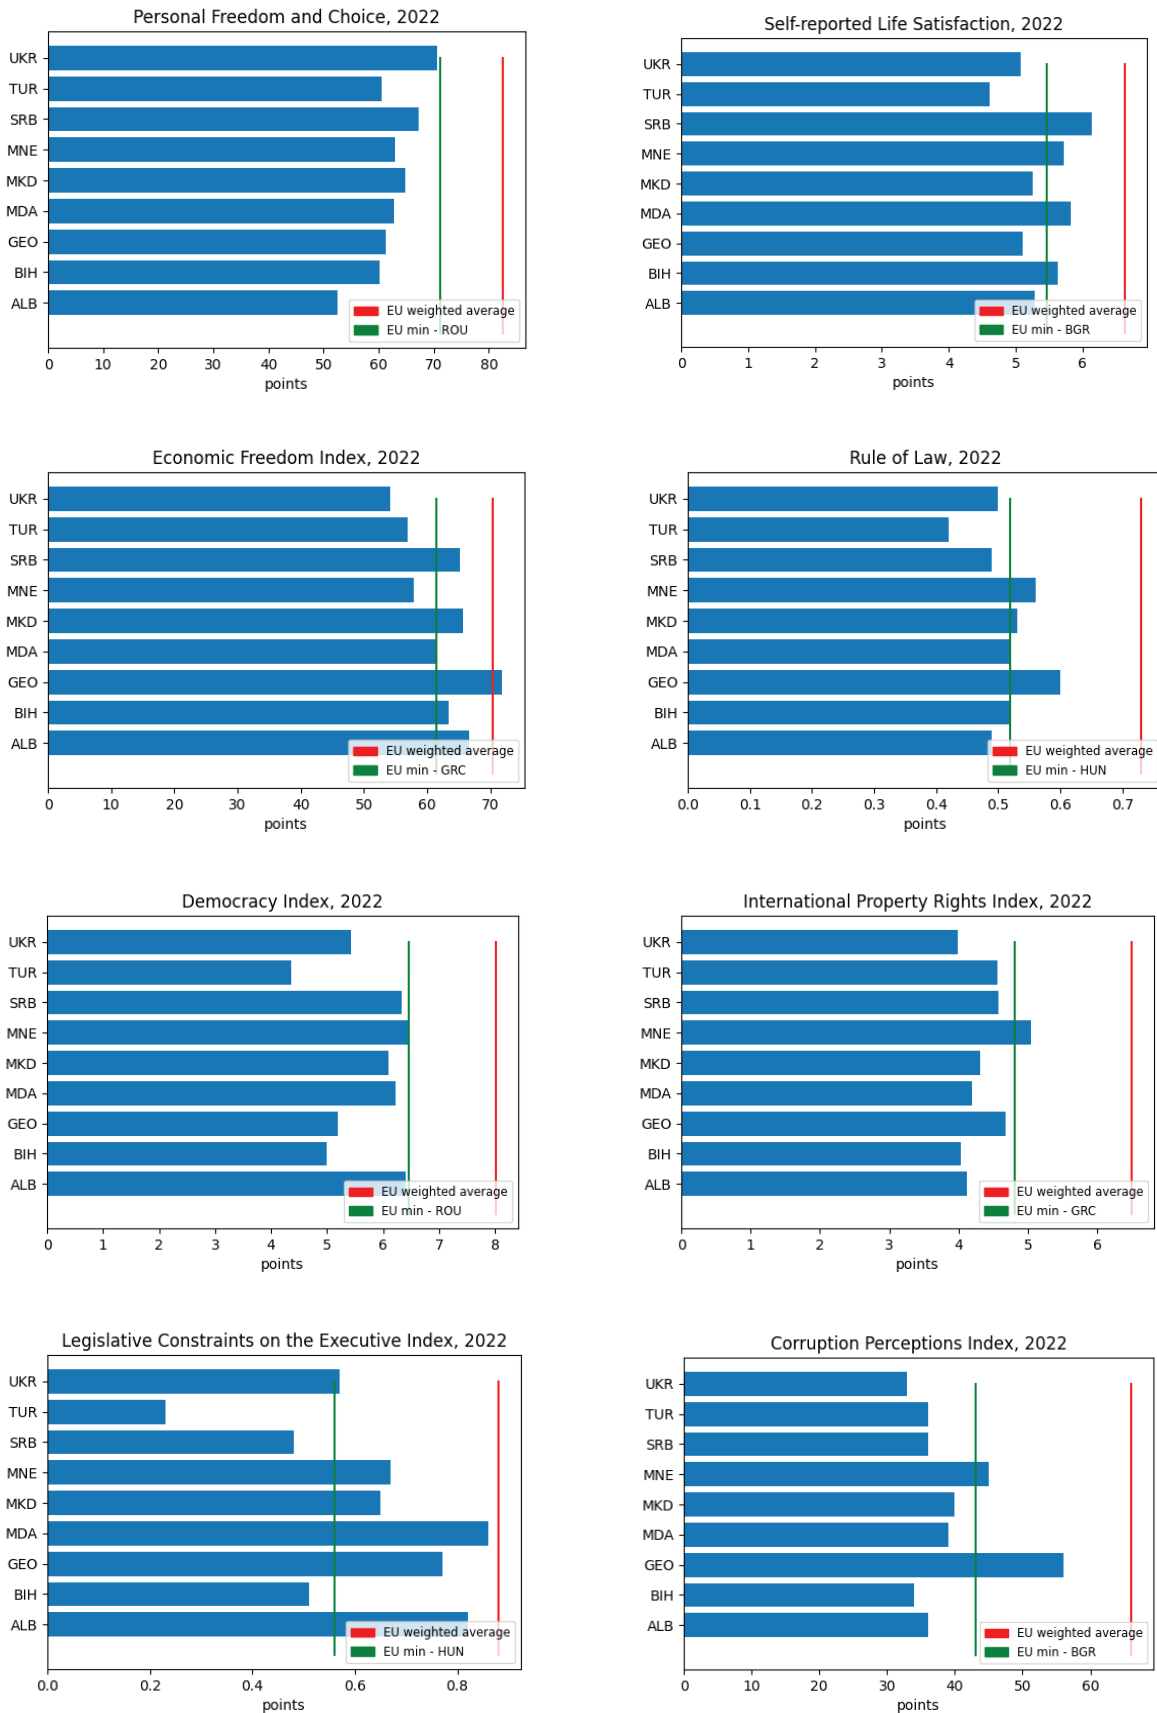 Personal Freedom and Choice, 2022
UKR
TUR
SRB
MNE
MKD
MDA
GEO
BIH
ALB
EU weighted average
EU min - ROU
0 10 20 30 40 50 60 70 80
points
Self-reported Life Satisfaction, 2022
UKR
TUR
SRB
MNE
MKD
MDA
GEO
BIH
ALB
EU weighted average
EU min - BGR
0 1 2 3 4 5 6
points
Economic Freedom Index, 2022
UKR
TUR
SRB
MNE
MKD
MDA
GEO
BIH
ALB
EU weighted average
EU min - GRC
0 10 20 30 40 50 60 70
points
Rule of Law, 2022
UKR
TUR
SRB
MNE
MKD
MDA
GEO
BIH
ALB
EU weighted average
EU min - HUN
0.0 0.1 0.2 0.3 0.4 0.5 0.6 0.7
points
Democracy Index, 2022
UKR
TUR
SRB
MNE
MKD
MDA
GEO
BIH
ALB
EU weighted average
EU min - ROU
0 1 2 3 4 5 6 7 8
points
International Property Rights Index, 2022
UKR
TUR
SRB
MNE
MKD
MDA
GEO
BIH
ALB
EU weighted average
EU min - GRC
0 1 2 3 4 5 6
points
Legislative Constraints on the Executive Index, 2022
UKR
TUR
SRB
MNE
MKD
MDA
GEO
BIH
ALB
EU weighted average
EU min - HUN
0.0 0.2 0.4 0.6 0.8
points
Corruption Perceptions Index, 2022
UKR
TUR
SRB
MNE
MKD
MDA
GEO
BIH
ALB
EU weighted average
EU min - BGR
0 10 20 30 40 50 60
points